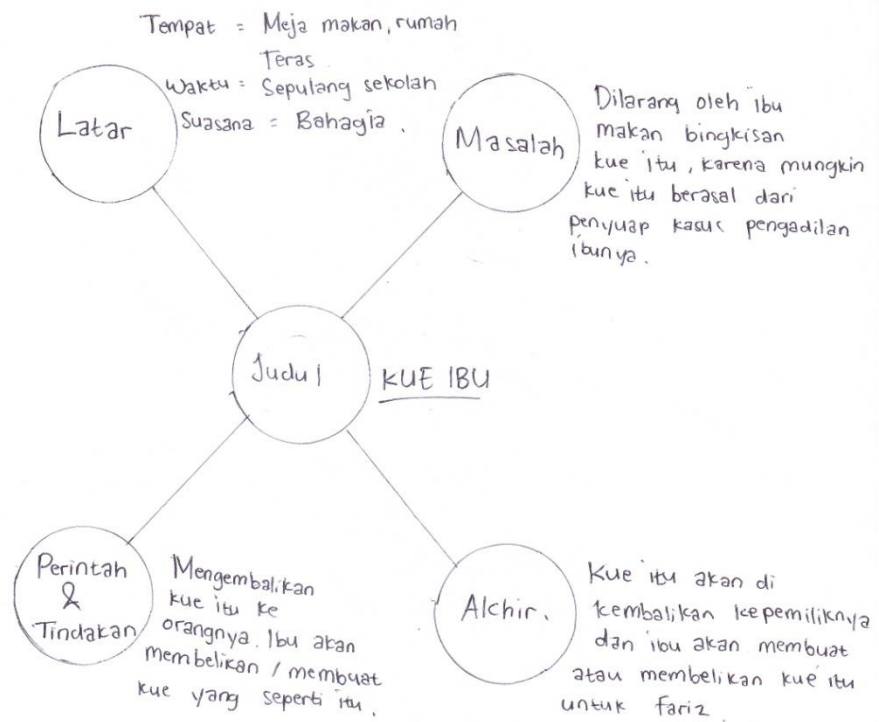 Tempat = Meja makan, rumah
Teras
Waktu = Sepulang sekolah
Suasana = Bahagia.
Latar
Masalah
Dilarang oleh ibu
makan bingkisan
kue itu, karena mungkin
kue itu berasal dari
penyuap kasus pengadilan
ibunya.
Judul
KUE IBU
Perintah
&
Tindakan
Mengembalikan
kue itu ke
orangnya. Ibu akan
membelikan / membuat
kue yang seperti itu.
Akhir.
Kue itu akan di
kembalikan kepemiliknya
dan ibu akan membuat
atau membelikan kue itu
untuk fariz